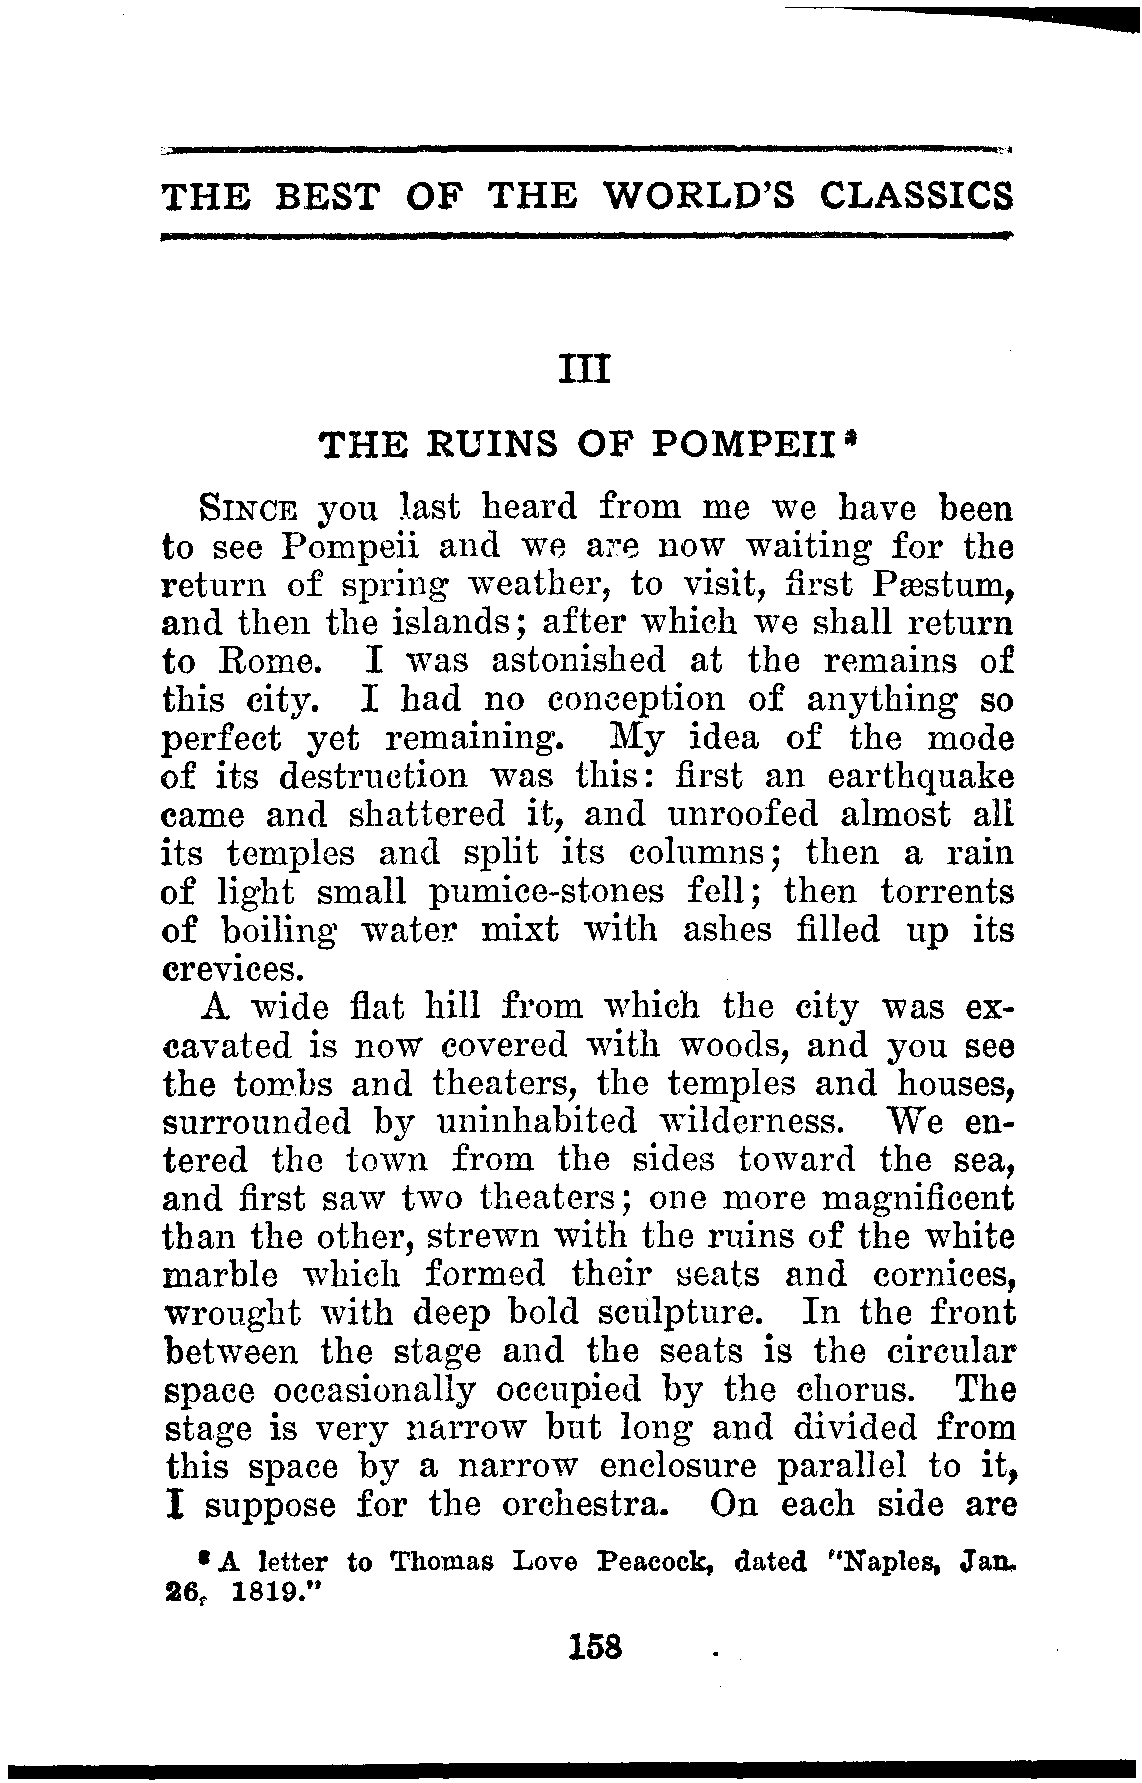 THE BEST OF THE WORLD'S CLASSICS
III
THE RUINS OF POMPEII
SINCE you last heard from me we have been
to see Pompeii and we are now waiting for the
return of spring weather, to visit, first Pæstum,
and then the islands; after which we shall return
to Rome. I was astonished at the remains of
this city. I had no conception of anything so
perfect yet remaining. My idea of the mode
of its destruction was this: first an earthquake
came and shattered it, and unroofed almost all
its temples and split its columns; then a rain
of light small pumice-stones fell; then torrents
of boiling water mixt with ashes filled up its
crevices.
A wide flat hill from which the city was ex-
cavated is now covered with woods, and you see
the tombs and theaters, the temples and houses,
surrounded by uninhabited wilderness. We en-
tered the town from the sides toward the sea,
and first saw two theaters; one more magnificent
than the other, strewn with the ruins of the white
marble which formed their seats and cornices,
wrought with deep bold sculpture. In the front
between the stage and the seats is the circular
space occasionally occupied by the chorus. The
stage is very narrow but long and divided from
this space by a narrow enclosure parallel to it,
I suppose for the orchestra. On each side are
A letter to Thomas Love Peacock, dated "Naples, Jan.
26, 1819."
158